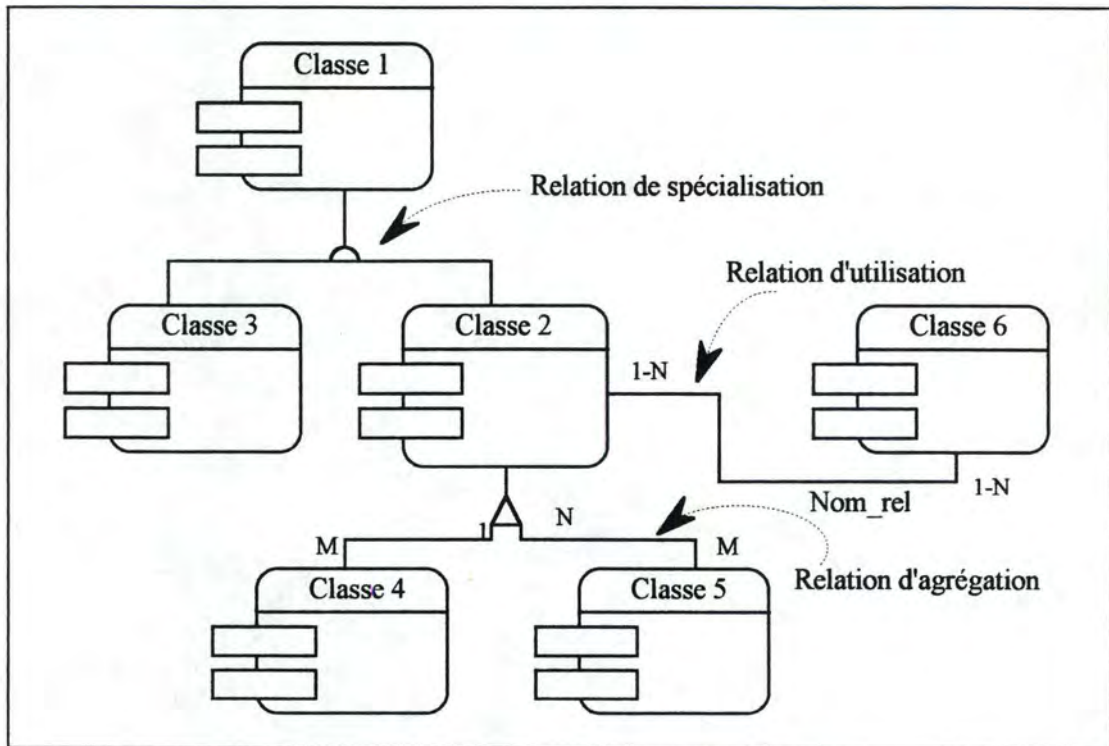 Classe 1
Relation de spécialisation
Relation d'utilisation
Classe 3
Classe 2
Classe 6
1-N
1-N
Nom_rel
1
N
M
M
Relation d'agrégation
Classe 4
Classe 5